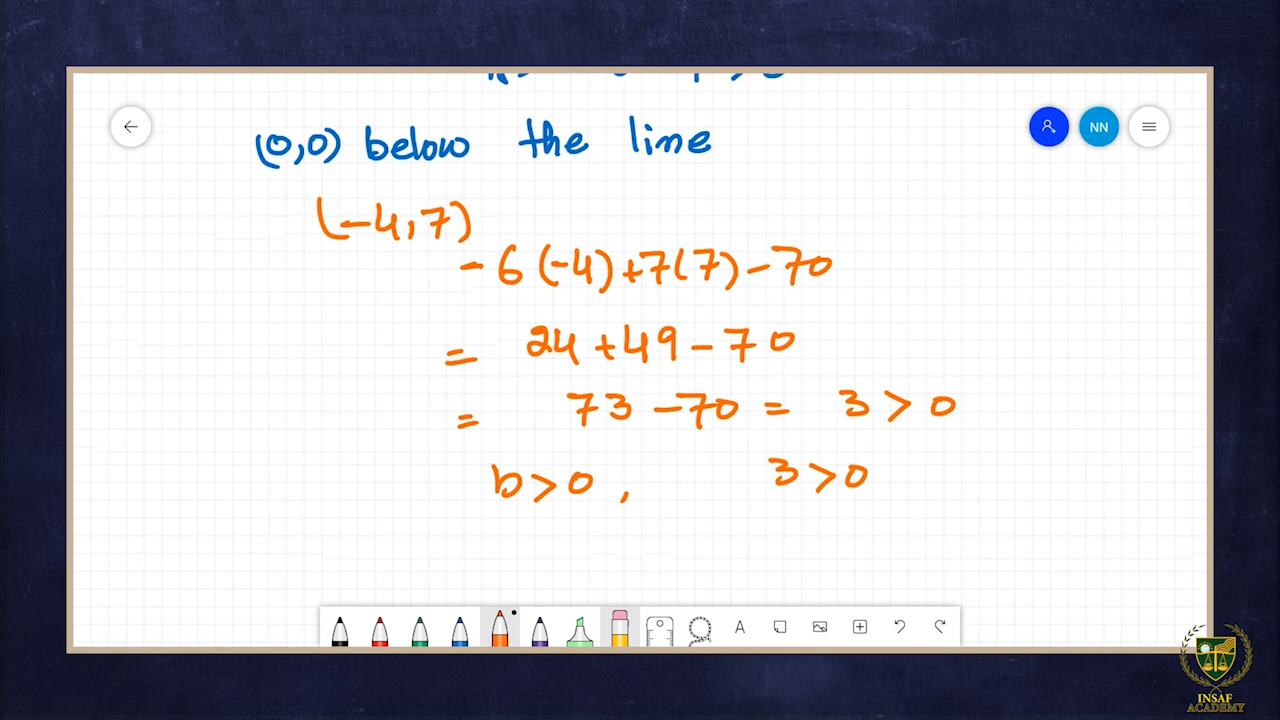 (0,0) below the line
(-4,7)
-6(-4)+7(7)-70
= 24+49-70
= 73-70 = 3>0
b>0, 3>0
NN
A
INSAF
ACADEMY